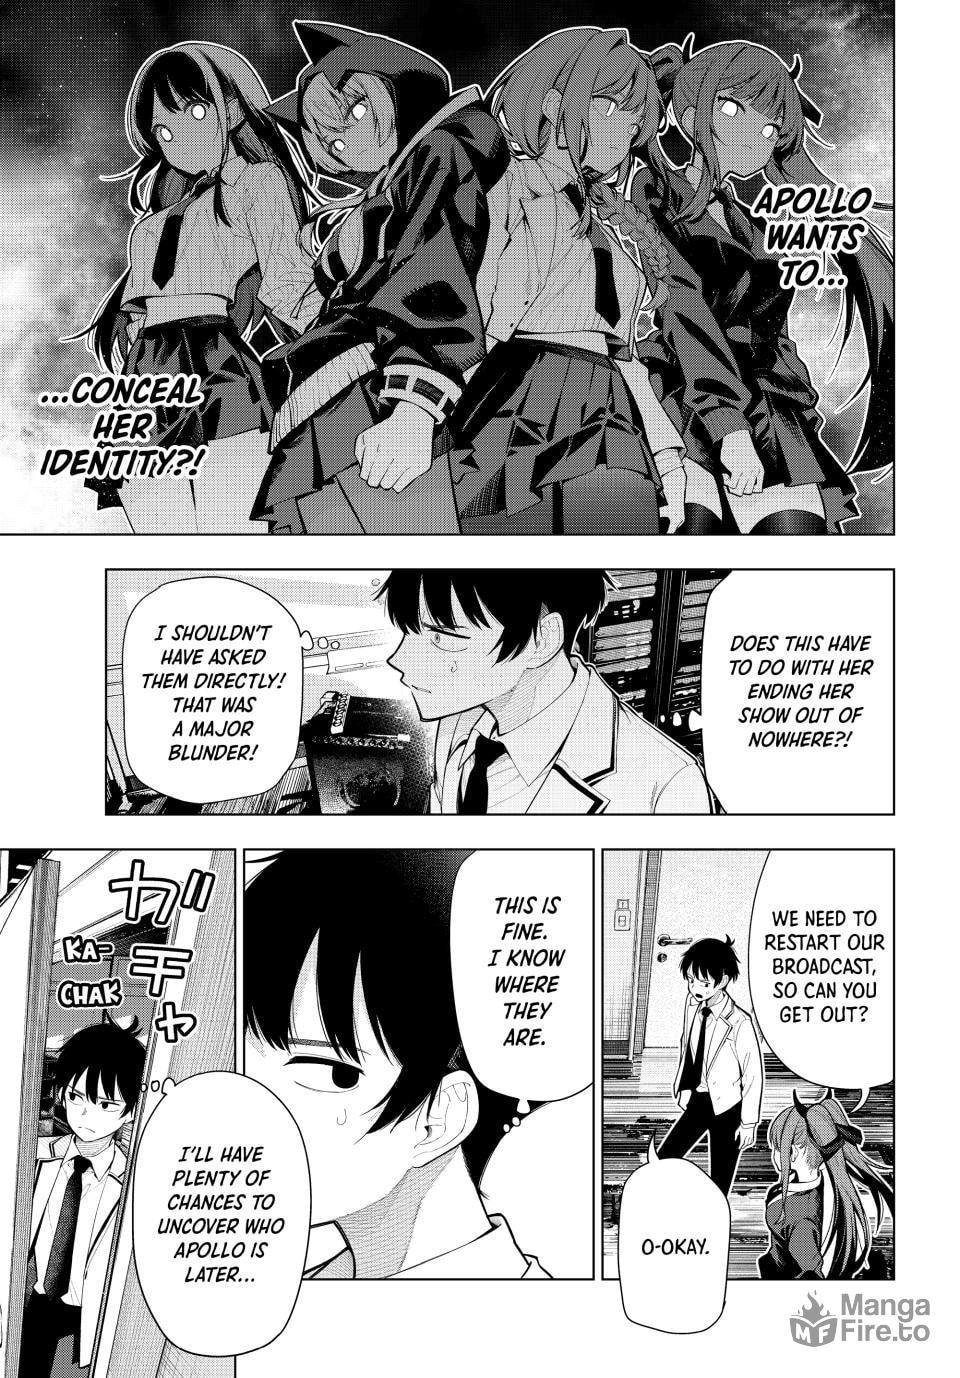 APOLLO
WANTS
TO...
...CONCEAL
HER
IDENTITY?!
DOES THIS HAVE
TO DO WITH HER
ENDING HER
SHOW OUT OF
NOWHERE?!
I SHOULDN'T
HAVE ASKED
THEM DIRECTLY!
THAT WAS
A MAJOR
BLUNDER!
WE NEED TO
RESTART OUR
BROADCAST,
SO CAN YOU
GET OUT?
O-OKAY.
THIS IS
FINE.
I KNOW
WHERE
THEY
ARE.
I'LL HAVE
PLENTY OF
CHANCES TO
UNCOVER WHO
APOLLO IS
LATER...
ガチャ
KA-
CHAK
MF
Manga
Fire.to